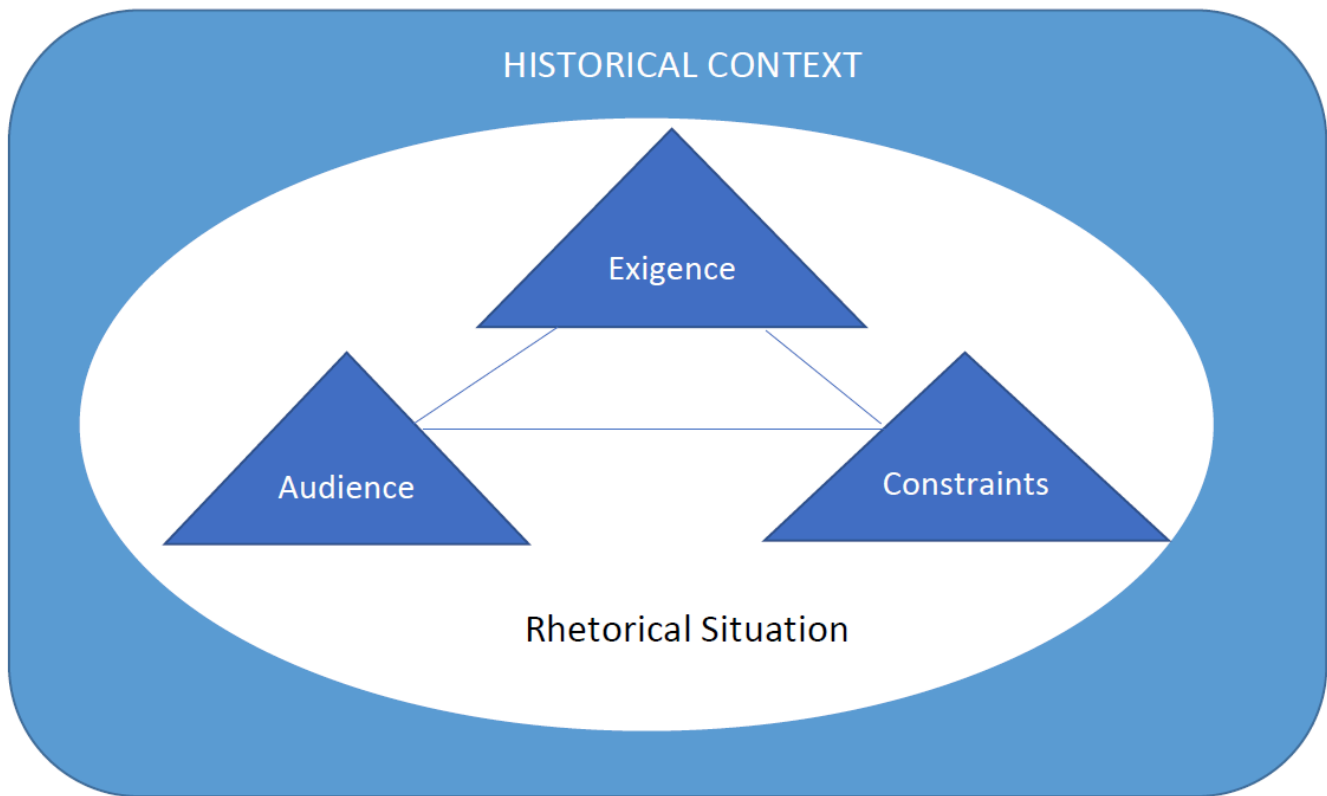 HISTORICAL CONTEXT
Exigence
Audience
Constraints
Rhetorical Situation